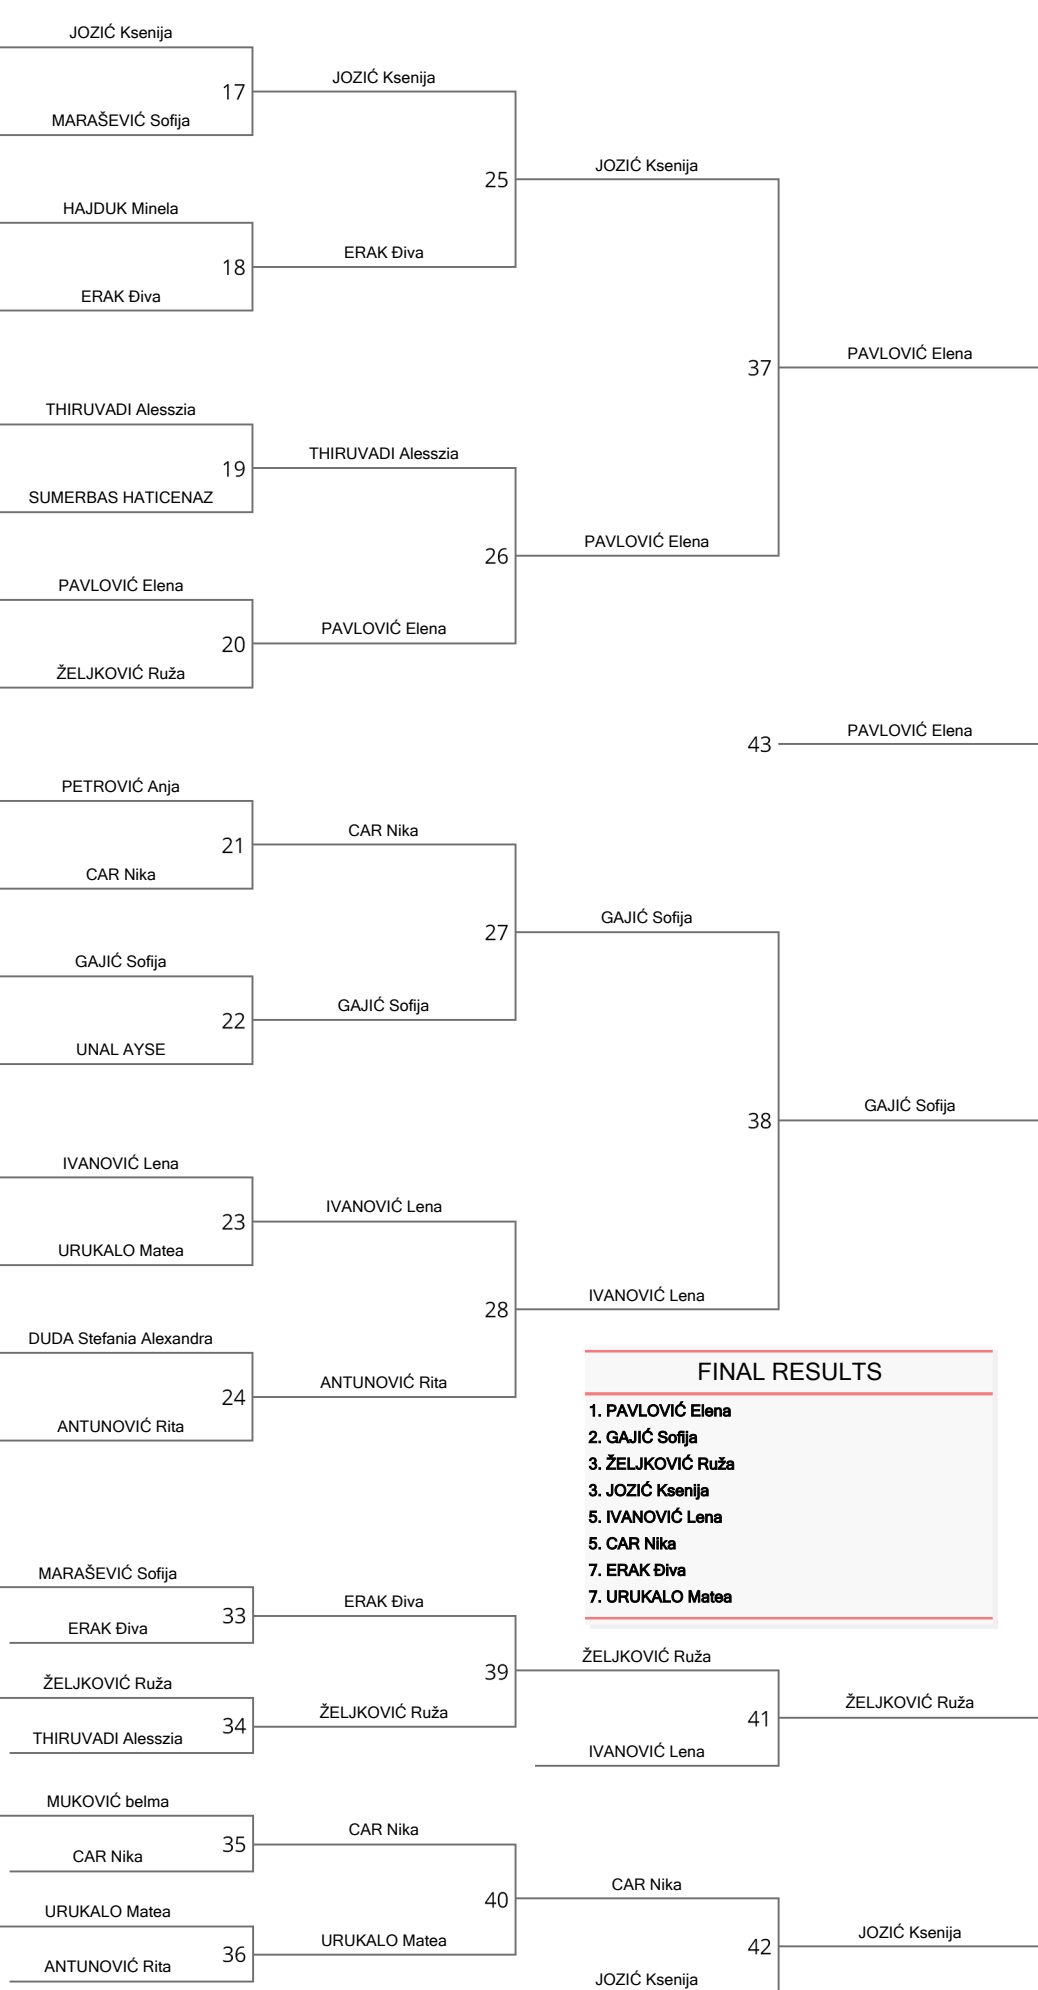 JOZIĆ Ksenija
17
JOZIĆ Ksenija
MARAŠEVIĆ Sofija
25
JOZIĆ Ksenija
HAJDUK Minela
18
ERAK Điva
ERAK Điva
37
PAVLOVIĆ Elena
THIRUVADI Alesszia
19
THIRUVADI Alesszia
SUMERBAS HATICENAZ
26
PAVLOVIĆ Elena
PAVLOVIĆ Elena
20
PAVLOVIĆ Elena
ŽELJKOVIĆ Ruža
43
PAVLOVIĆ Elena
PETROVIĆ Anja
21
CAR Nika
CAR Nika
27
GAJIĆ Sofija
GAJIĆ Sofija
22
GAJIĆ Sofija
UNAL AYSE
38
GAJIĆ Sofija
IVANOVIĆ Lena
23
IVANOVIĆ Lena
URUKALO Matea
28
IVANOVIĆ Lena
DUDA Stefania Alexandra
24
ANTUNOVIĆ Rita
ANTUNOVIĆ Rita
FINAL RESULTS
1. PAVLOVIĆ Elena
2. GAJIĆ Sofija
3. ŽELJKOVIĆ Ruža
3. JOZIĆ Ksenija
5. IVANOVIĆ Lena
5. CAR Nika
7. ERAK Điva
7. URUKALO Matea
MARAŠEVIĆ Sofija
33
ERAK Điva
ERAK Điva
39
ŽELJKOVIĆ Ruža
ŽELJKOVIĆ Ruža
34
ŽELJKOVIĆ Ruža
THIRUVADI Alesszia
41
ŽELJKOVIĆ Ruža
IVANOVIĆ Lena
MUKOVIĆ belma
35
CAR Nika
CAR Nika
40
CAR Nika
URUKALO Matea
36
URUKALO Matea
ANTUNOVIĆ Rita
42
JOZIĆ Ksenija
JOZIĆ Ksenija